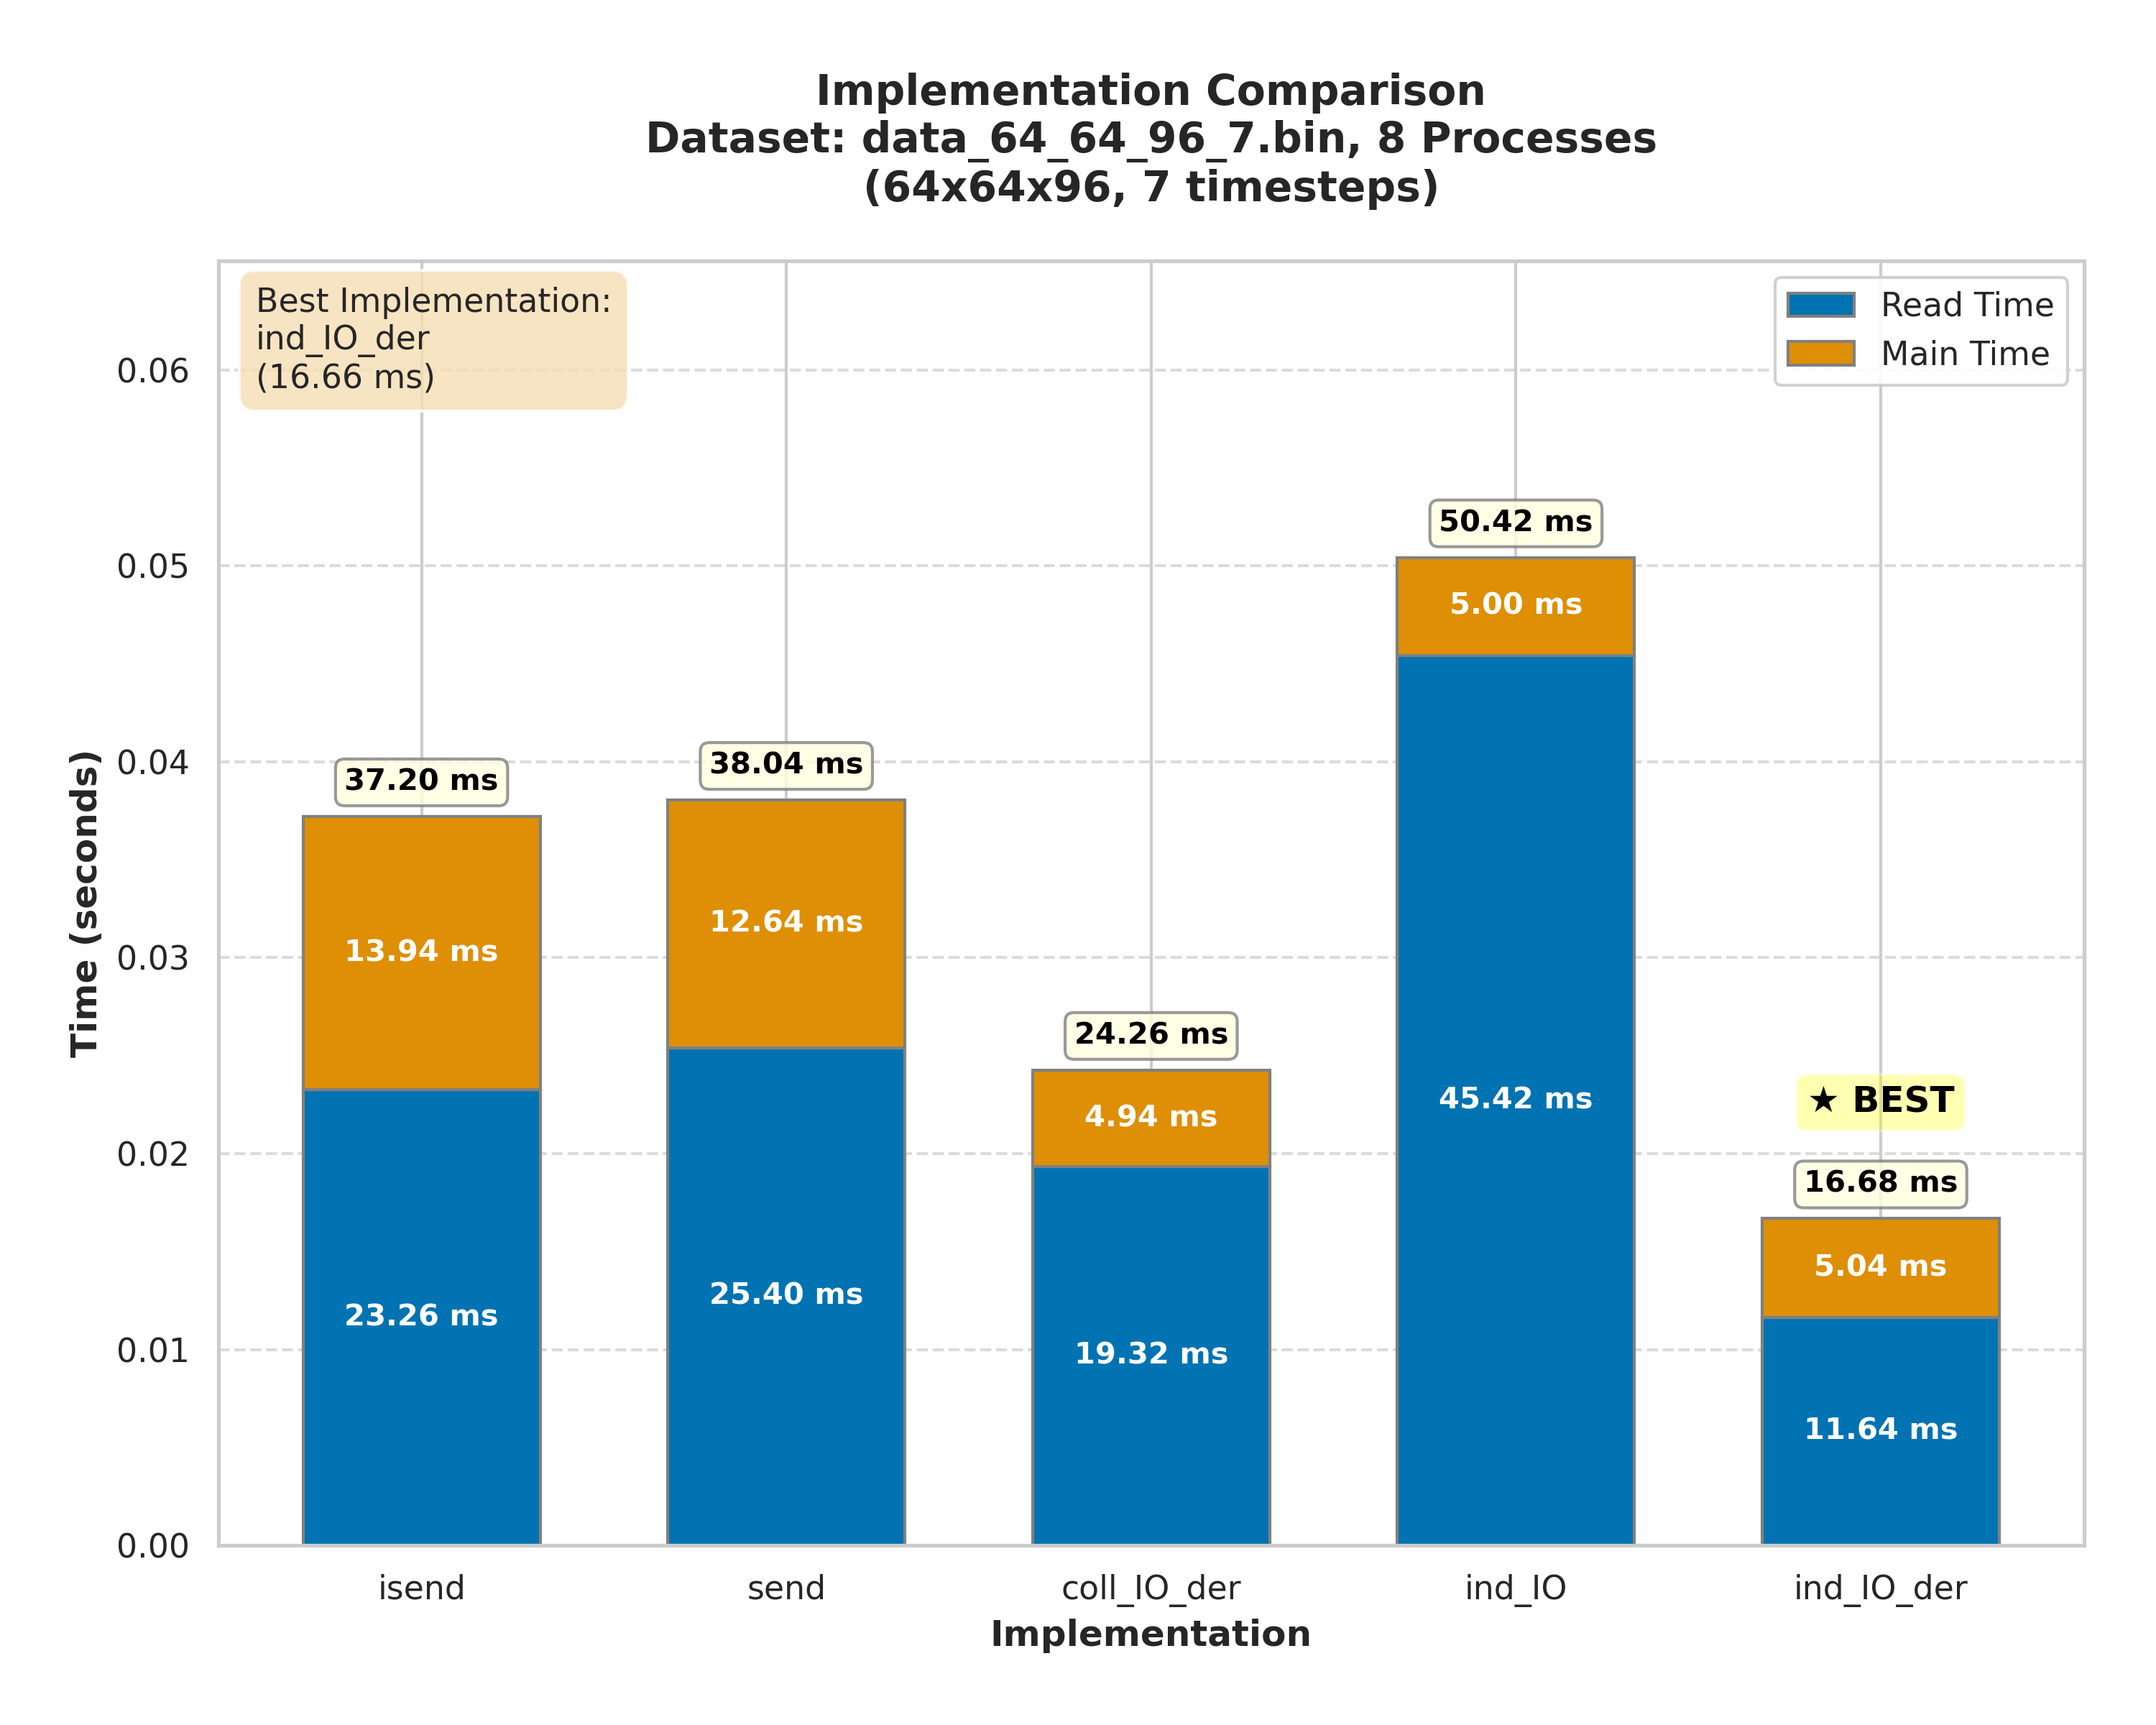 Implementation Comparison
Dataset: data_64_64_96_7.bin, 8 Processes
(64x64x96, 7 timesteps)
Best Implementation:
ind_IO_der
(16.66 ms)
Read Time
Main Time
Time (seconds)
0.06
0.05
0.04
0.03
0.02
0.01
0.00
37.20 ms
13.94 ms
23.26 ms
38.04 ms
12.64 ms
25.40 ms
24.26 ms
4.94 ms
19.32 ms
50.42 ms
5.00 ms
45.42 ms
★ BEST
16.68 ms
5.04 ms
11.64 ms
isend
send
coll_IO_der
ind_IO
ind_IO_der
Implementation